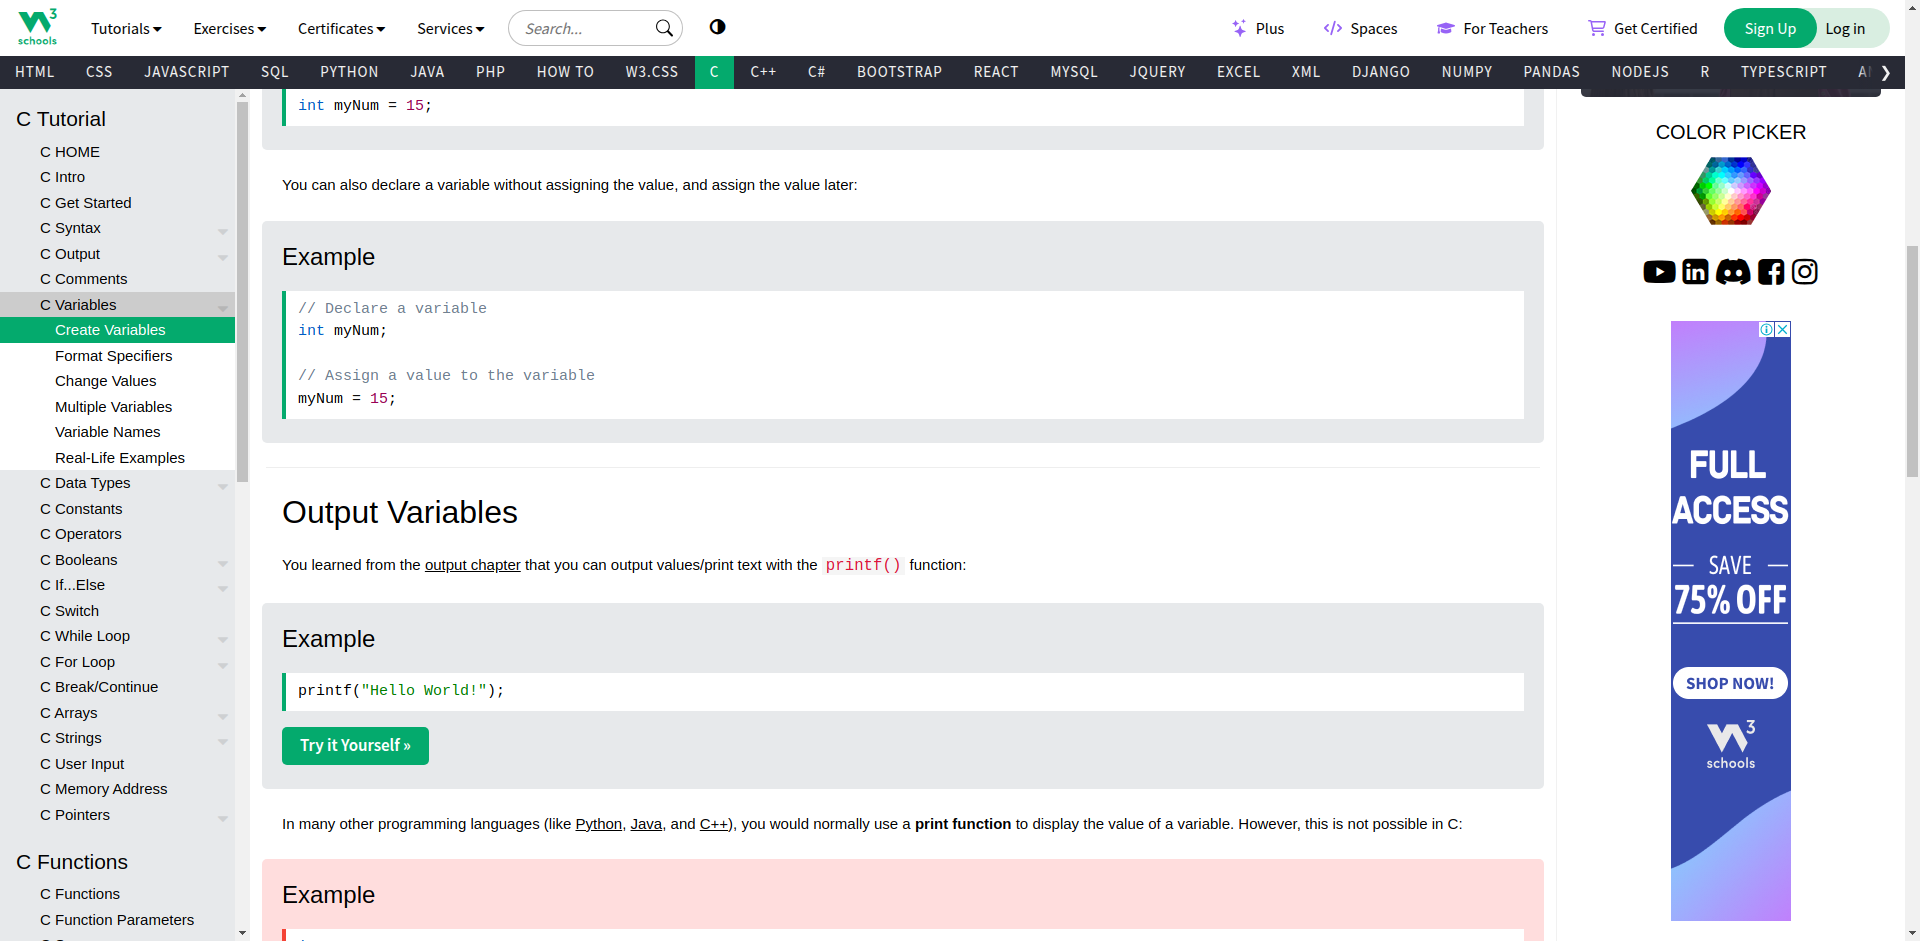 3
schools
Tutorials
Exercises
Certificates
Services
Search...
Plus
Spaces
For Teachers
Get Certified
Sign Up
Log in
HTML
CSS
JAVASCRIPT
SQL
PYTHON
JAVA
PHP
HOW TO
W3.CSS
C
C++
C#
BOOTSTRAP
REACT
MYSQL
JQUERY
EXCEL
XML
DJANGO
NUMPY
PANDAS
NODEJS
R
TYPESCRIPT
C Tutorial
C HOME
C Intro
C Get Started
C Syntax
C Output
C Comments
C Variables
Create Variables
Format Specifiers
Change Values
Multiple Variables
Variable Names
Real-Life Examples
C Data Types
C Constants
C Operators
C Booleans
C If...Else
C Switch
C While Loop
C For Loop
C Break/Continue
C Arrays
C Strings
C User Input
C Memory Address
C Pointers
C Functions
C Functions
C Function Parameters
int myNum = 15;
You can also declare a variable without assigning the value, and assign the value later:
Example
// Declare a variable
int myNum;
// Assign a value to the variable
myNum = 15;
Output Variables
You learned from the output chapter that you can output values/print text with the printf() function:
Example
printf("Hello World!");
Try it Yourself »
In many other programming languages (like Python, Java, and C++), you would normally use a print function to display the value of a variable. However, this is not possible in C:
Example
COLOR PICKER
FULL
ACCESS
SAVE
75% OFF
SHOP NOW!
3
schools